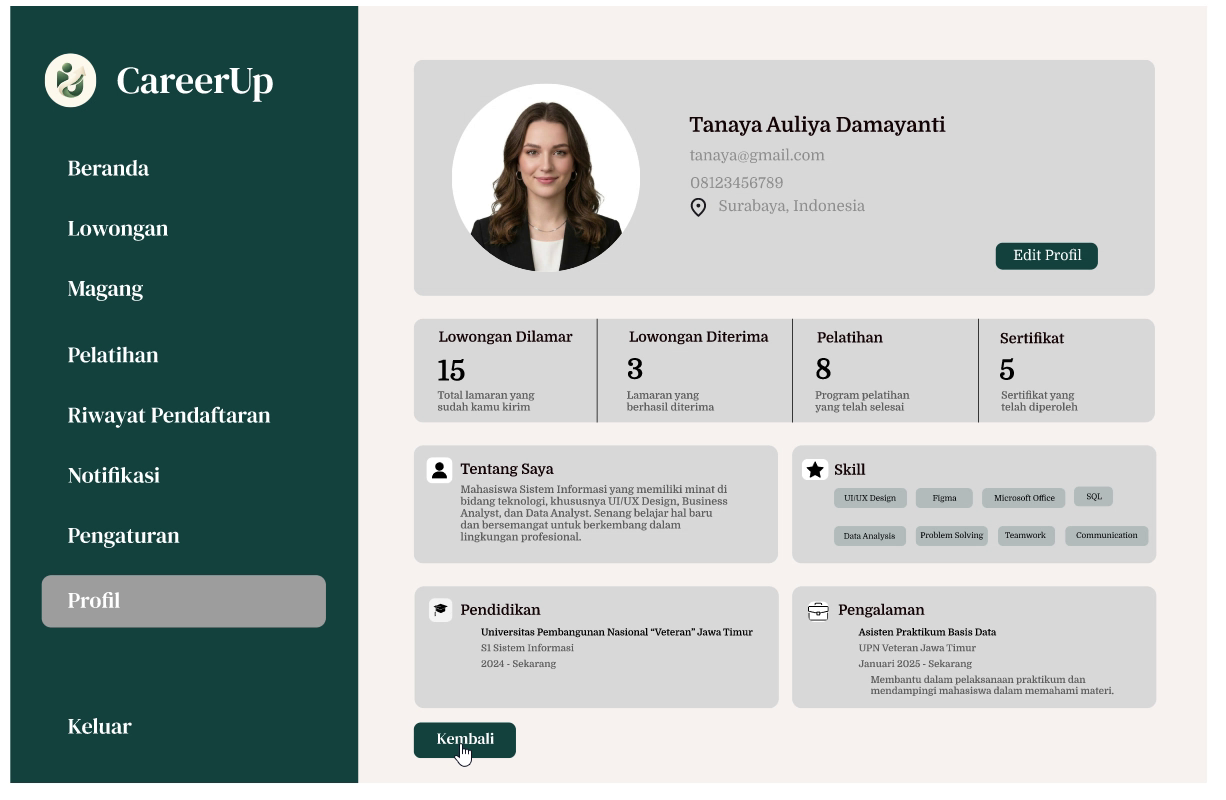 CareerUp
Beranda
Lowongan
Magang
Pelatihan
Riwayat Pendaftaran
Notifikasi
Pengaturan
Profil
Keluar
Tanaya Auliya Damayanti
tanaya@gmail.com
08123456789
Surabaya, Indonesia
Edit Profil
Lowongan Dilamar
15
Total lamaran yang
sudah kamu kirim
Lowongan Diterima
3
Lamaran yang
berhasil diterima
Pelatihan
8
Program pelatihan
yang telah selesai
Sertifikat
5
Sertifikat yang
telah diperoleh
Tentang Saya
Mahasiswa Sistem Informasi yang memiliki minat di
bidang teknologi, khususnya UI/UX Design, Business
Analyst, dan Data Analyst. Senang belajar hal baru
dan bersemangat untuk berkembang dalam
lingkungan profesional.
Skill
UI/UX Design
Figma
Microsoft Office
SQL
Data Analysis
Problem Solving
Teamwork
Communication
Pendidikan
Universitas Pembangunan Nasional “Veteran” Jawa Timur
S1 Sistem Informasi
2024 - Sekarang
Pengalaman
Asisten Praktikum Basis Data
UPN Veteran Jawa Timur
Januari 2025 - Sekarang
Membantu dalam pelaksanaan praktikum dan
mendampingi mahasiswa dalam memahami materi.
Kembali